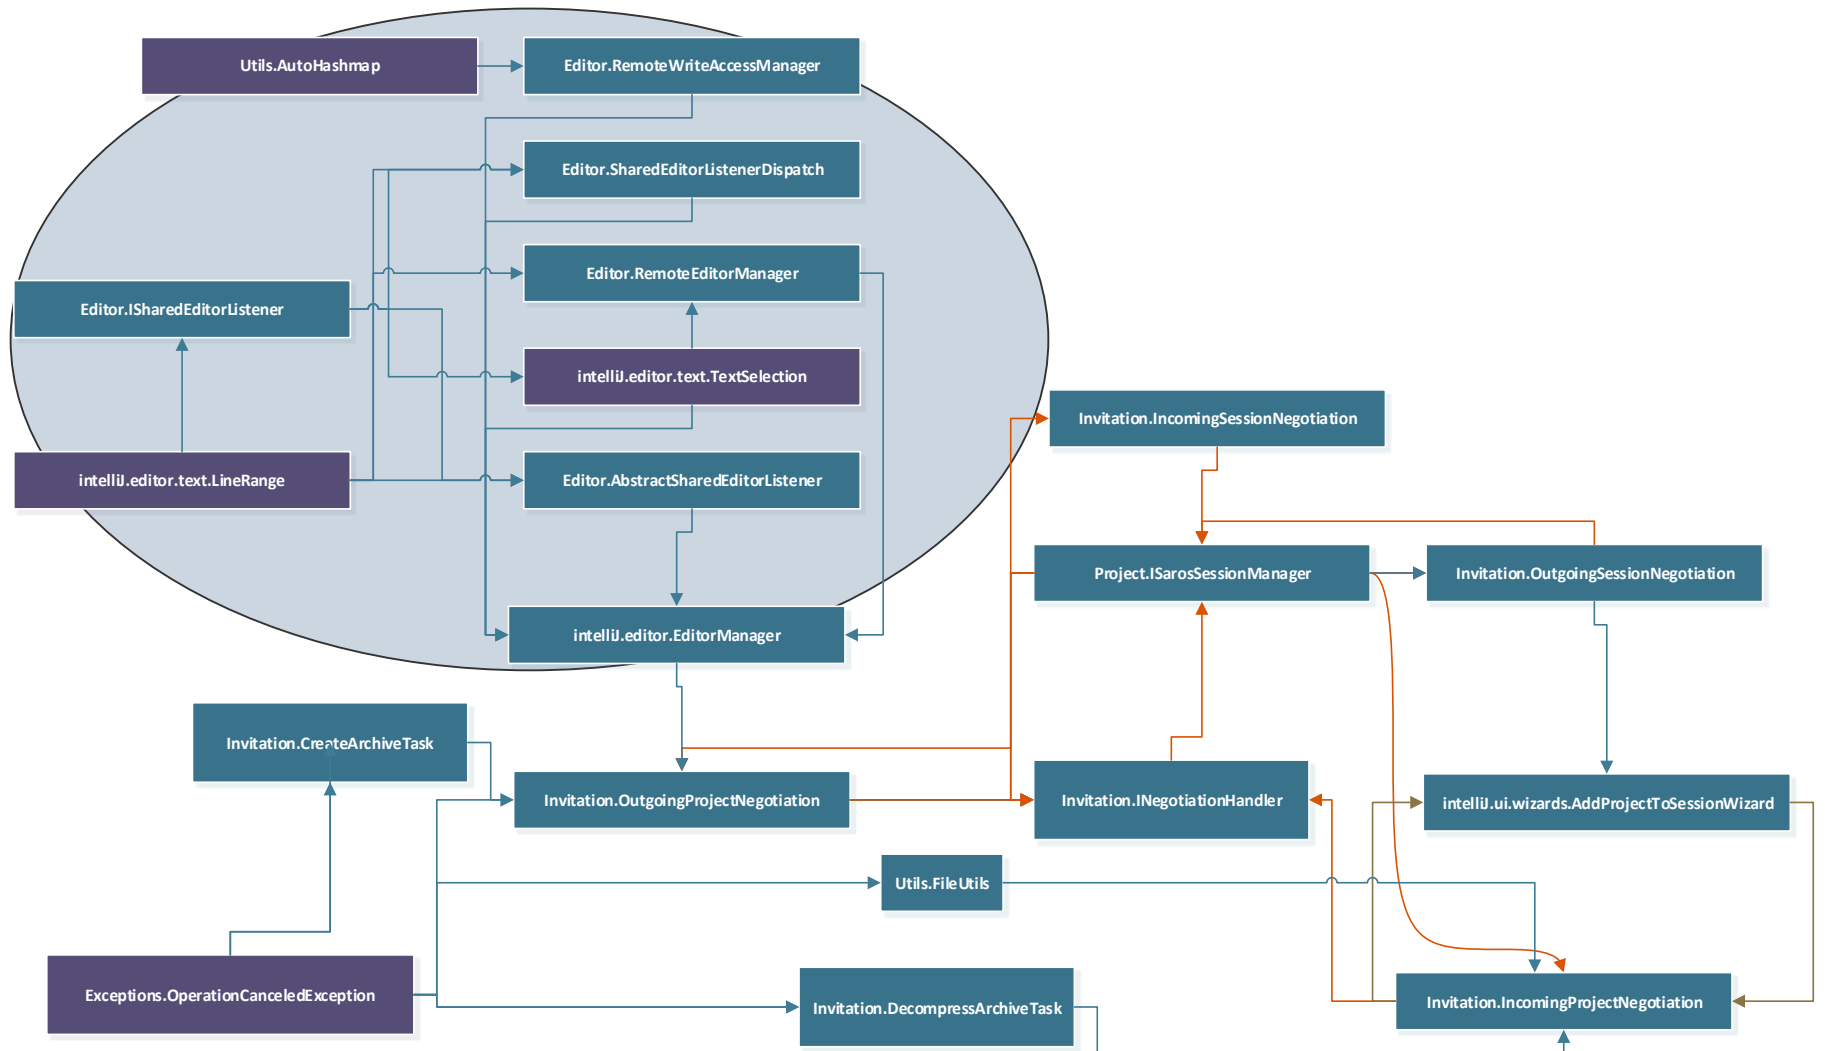 Utils.AutoHashmap
Editor.RemoteWriteAccessManager
Editor.SharedEditorListenerDispatch
Editor.RemoteEditorManager
Editor.ISharedEditorListener
intelliJ.editor.text.TextSelection
Invitation.IncomingSessionNegotiation
intelliJ.editor.text.LineRange
Editor.AbstractSharedEditorListener
Project.ISarosSessionManager
Invitation.OutgoingSessionNegotiation
intelliJ.editor.EditorManager
Invitation.CreateArchiveTask
Invitation.OutgoingProjectNegotiation
Invitation.INegotiationHandler
intelliJ.ui.wizards.AddProjectToSessionWizard
Utils.FileUtils
Exceptions.OperationCanceledException
Invitation.DecompressArchiveTask
Invitation.IncomingProjectNegotiation